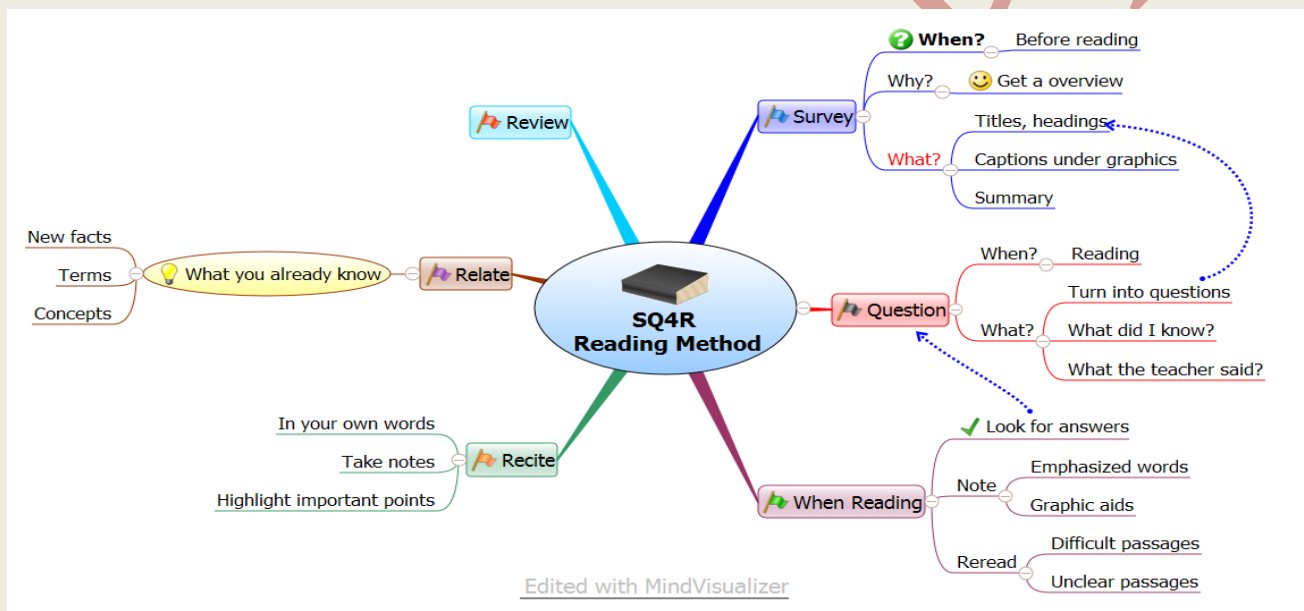 SQ4R
Reading Method
Survey
When?
Before reading
Why?
Get a overview
What?
Titles, headings
Captions under graphics
Summary
Question
When?
Reading
What?
Turn into questions
What did I know?
What the teacher said?
When Reading
Look for answers
Note
Emphasized words
Graphic aids
Reread
Difficult passages
Unclear passages
Recite
In your own words
Take notes
Highlight important points
Relate
What you already know
New facts
Terms
Concepts
Review
Edited with MindVisualizer